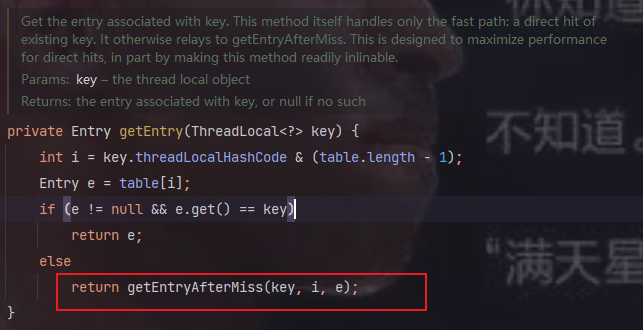 你知道
Get the entry associated with key. This method itself handles only the fast path: a direct hit of
existing key. It otherwise relays to getEntryAfterMiss. This is designed to maximize performance
for direct hits, in part by making this method readily inlinable.
Params: key – the thread local object
Returns: the entry associated with key, or null if no such
private Entry getEntry(ThreadLocal<?> key) {
int i = key.threadLocalHashCode & (table.length - 1);
不知道。
Entry e = table[i];
if (e != null && e.get() == key)
return e;
else
“满天星
return getEntryAfterMiss(key, i, e);
}